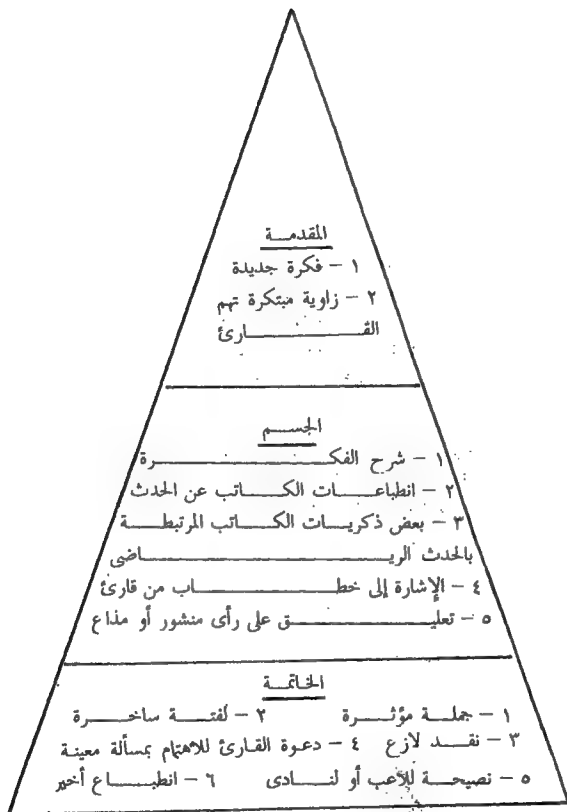 المقدمة
١ – فكرة جديدة
٢ – زاوية مبتكرة تهم
القارئ
الجسم
١ – شرح الفكرة
٢ – انطباعات الكاتب عن الحدث
٣ – بعض ذكريات الكاتب المرتبطة
بالحدث الرياضى
٤ – الإشارة إلى خطاب من قارئ
٥ – تعليق على رأى منشور أو مذاع
الخاتمة
١ – جملة مؤثرة ٢ – لفتة ساخرة
٣ – نقد لازع ٤ – دعوة القارئ للاهتمام بمسألة معينة
٥ – نصيحة للاعب أو لنادى ٦ – انطباع أخير